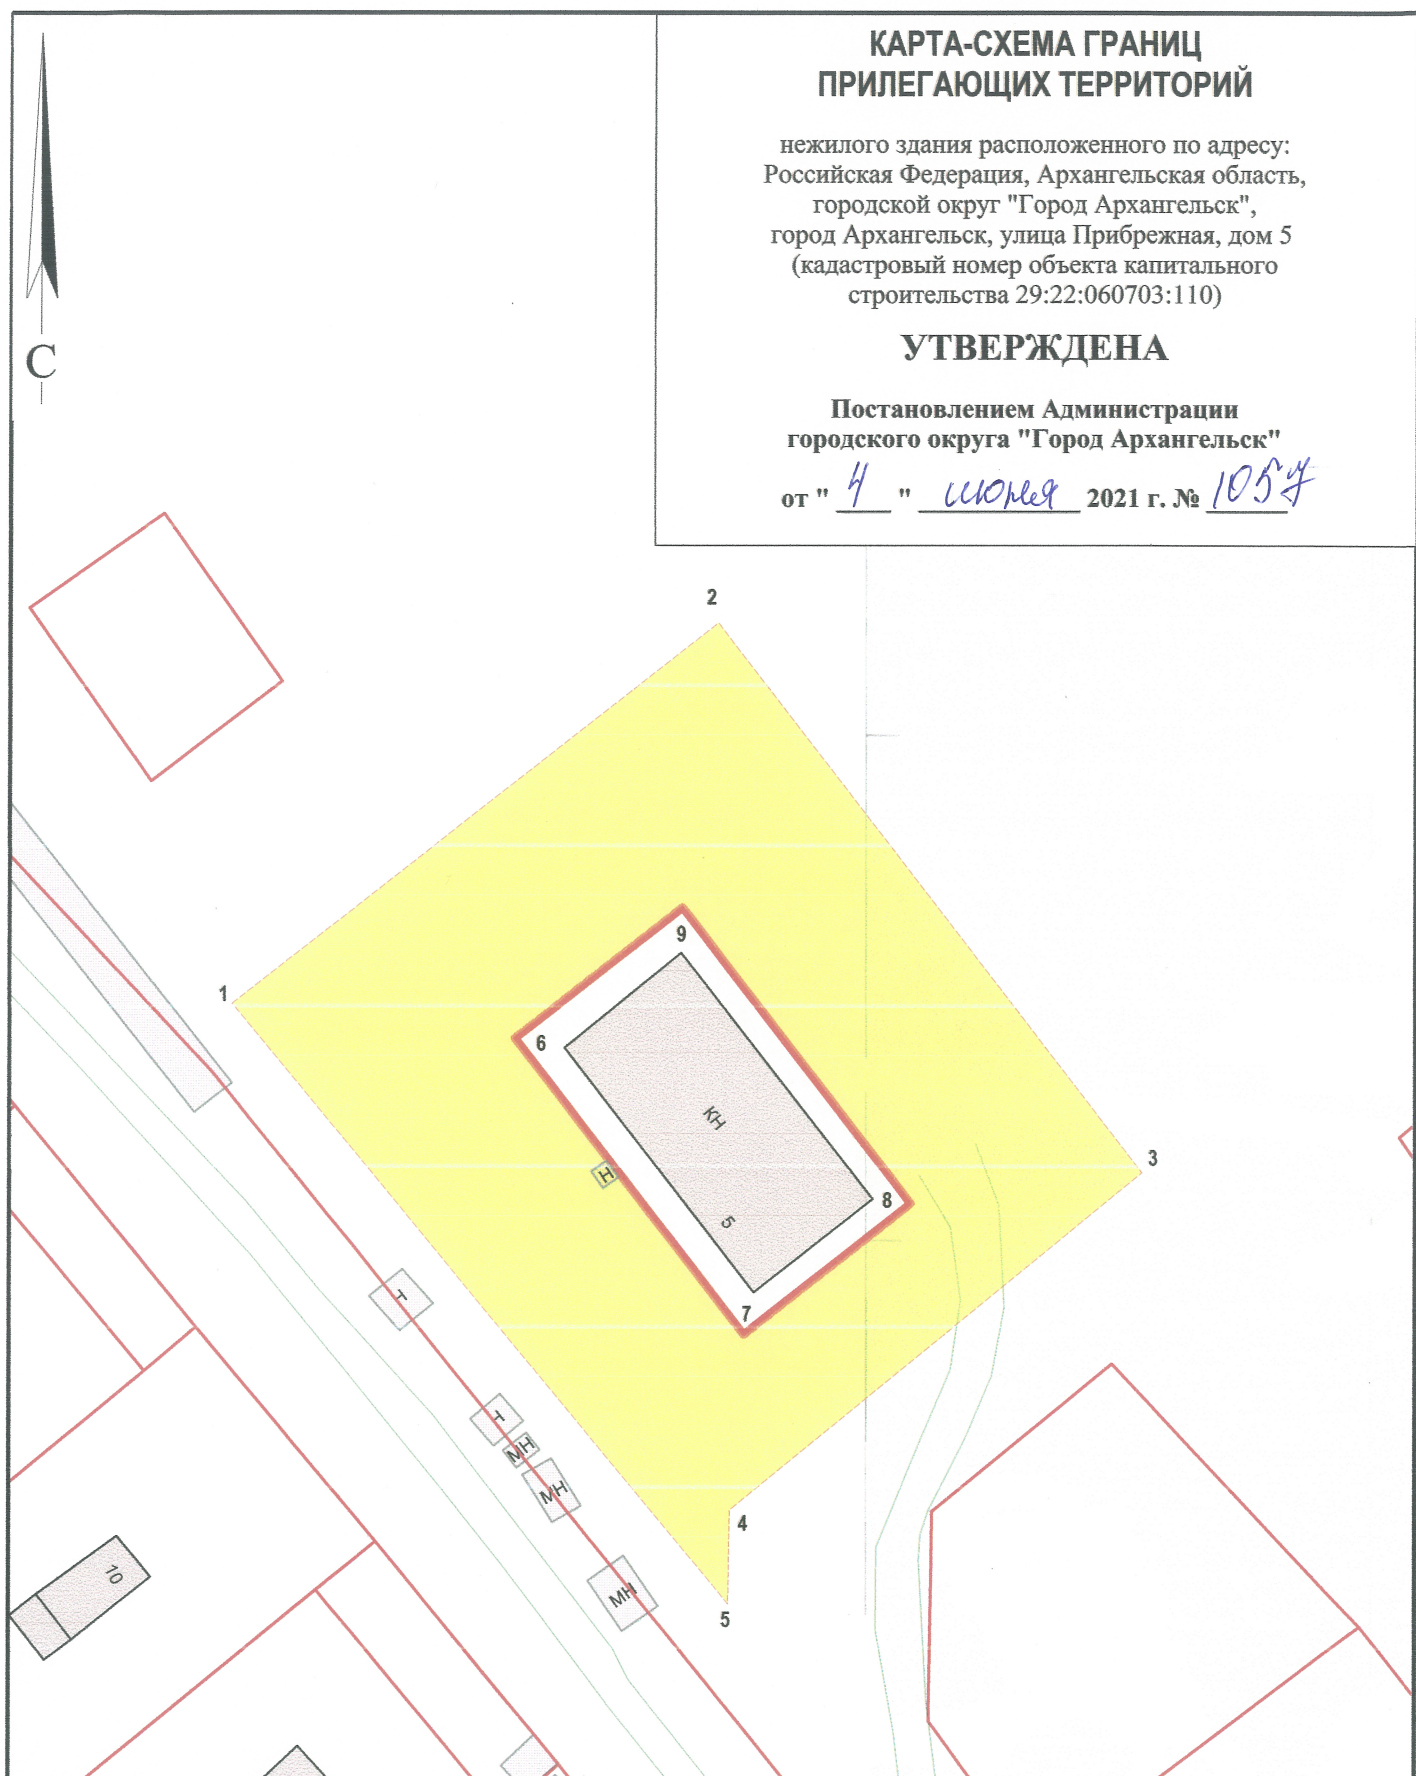 КАРТА-СХЕМА ГРАНИЦ
ПРИЛЕГАЮЩИХ ТЕРРИТОРИЙ
нежилого здания расположенного по адресу:
Российская Федерация, Архангельская область,
городской округ "Город Архангельск",
город Архангельск, улица Прибрежная, дом 5
(кадастровый номер объекта капитального
строительства 29:22:060703:110)
УТВЕРЖДЕНА
Постановлением Администрации
городского округа "Город Архангельск"
от " 4 " июня 2021 г. № 1057
С
2
9
1
6
КН
3
Н
8
5
7
Т
Т
МН
МН
4
10
МН
5